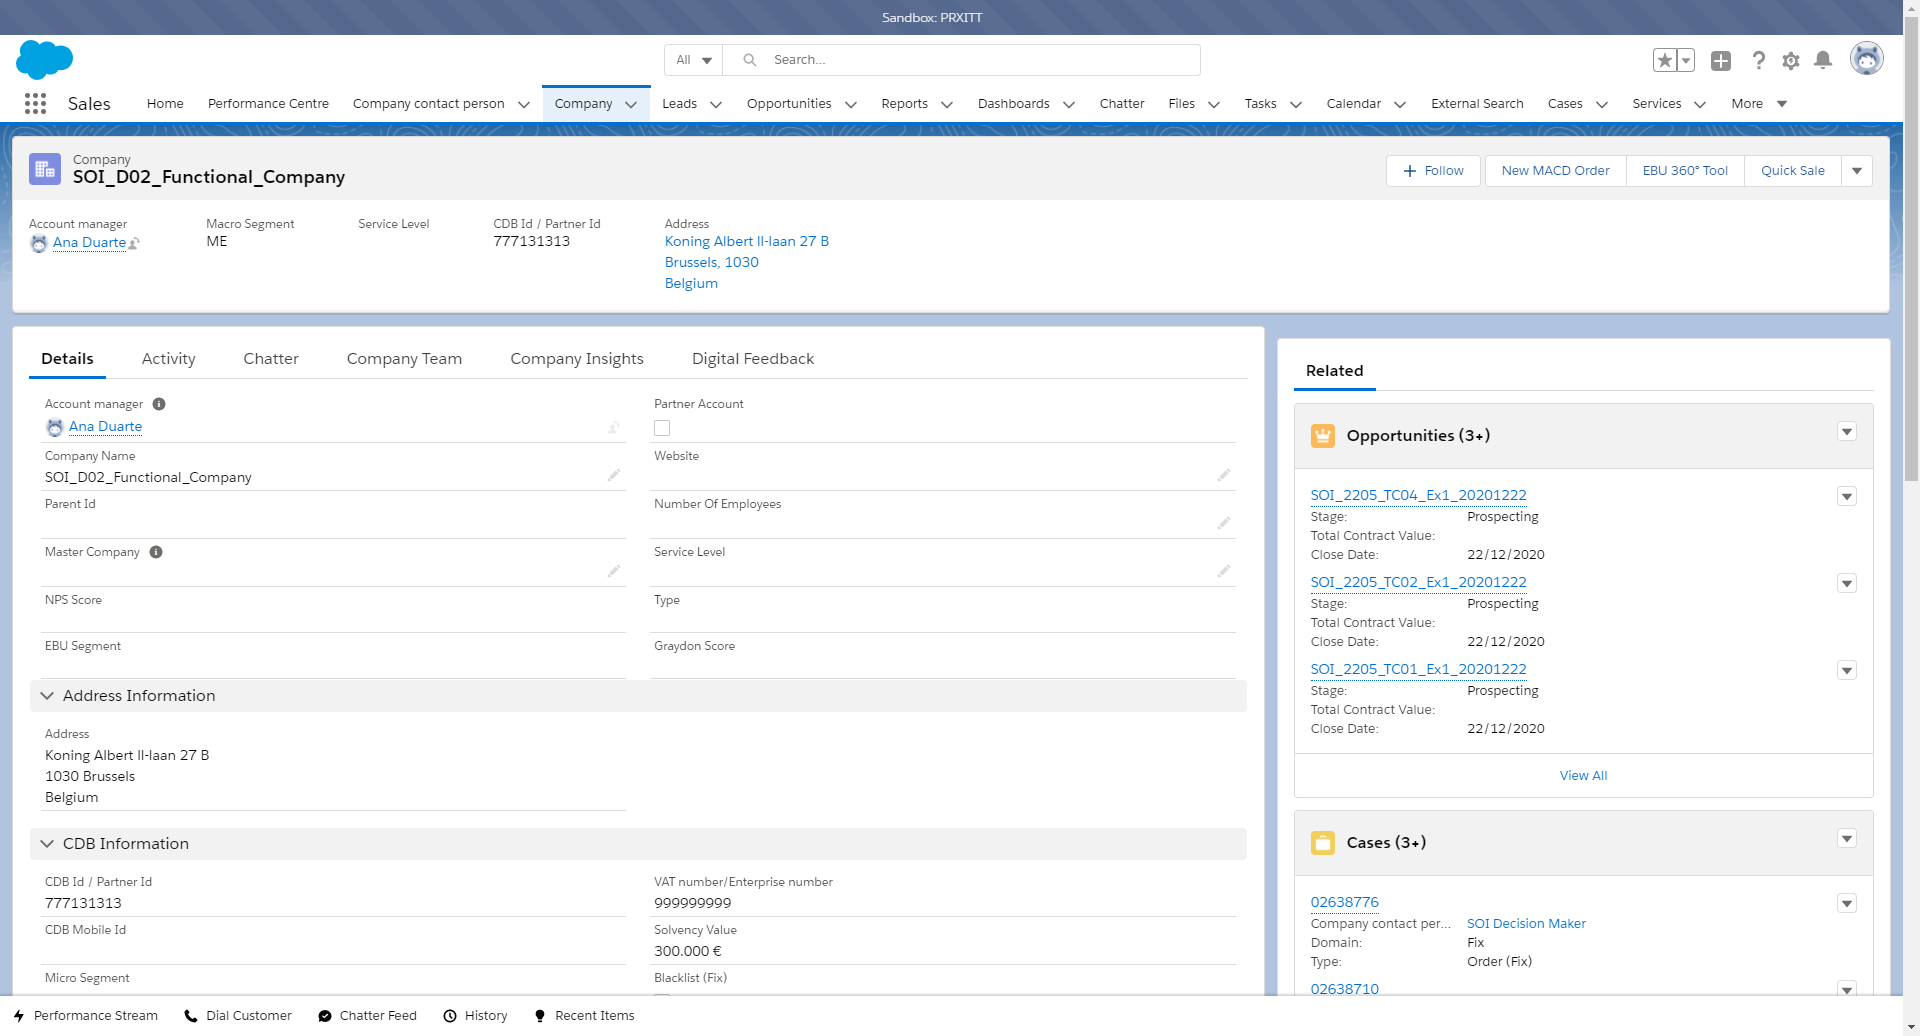 Sandbox: PRXITT
All
Search...
Sales
Home
Performance Centre
Company contact person
Company
Leads
Opportunities
Reports
Dashboards
Chatter
Files
Tasks
Calendar
External Search
Cases
Services
More
Company
SOI_D02_Functional_Company
Follow
New MACD Order
EBU 360° Tool
Quick Sale
Account manager
Ana Duarte
Macro Segment
ME
Service Level
CDB Id / Partner Id
777131313
Address
Koning Albert II-laan 27 B
Brussels, 1030
Belgium
Details
Activity
Chatter
Company Team
Company Insights
Digital Feedback
Account manager
Ana Duarte
Partner Account
Company Name
SOI_D02_Functional_Company
Website
Parent Id
Number Of Employees
Master Company
Service Level
NPS Score
Type
EBU Segment
Graydon Score
Address Information
Address
Koning Albert II-laan 27 B
1030 Brussels
Belgium
CDB Information
CDB Id / Partner Id
777131313
VAT number/Enterprise number
999999999
CDB Mobile Id
Solvency Value
300.000 €
Micro Segment
Blacklist (Fix)
Related
Opportunities (3+)
SOI_2205_TC04_Ex1_20201222
Stage: Prospecting
Total Contract Value:
Close Date: 22/12/2020
SOI_2205_TC02_Ex1_20201222
Stage: Prospecting
Total Contract Value:
Close Date: 22/12/2020
SOI_2205_TC01_Ex1_20201222
Stage: Prospecting
Total Contract Value:
Close Date: 22/12/2020
View All
Cases (3+)
02638776
Company contact per... SOI Decision Maker
Domain: Fix
Type: Order (Fix)
02638710
Performance Stream
Dial Customer
Chatter Feed
History
Recent Items